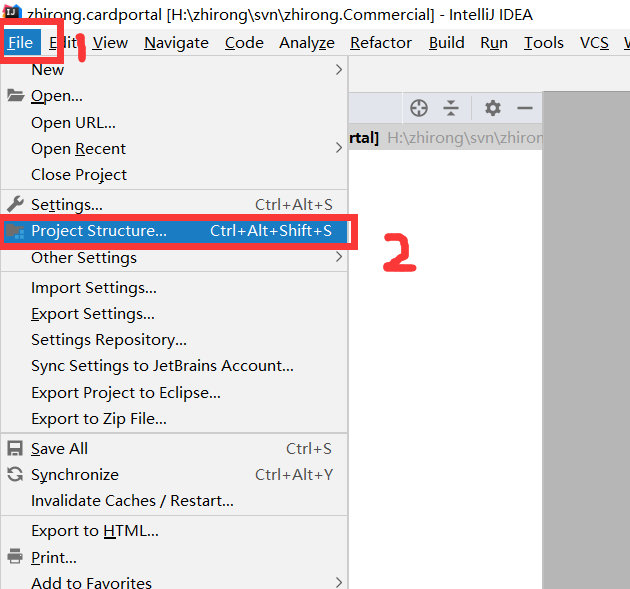 zhirong.cardportal [H:\zhirong\svn\zhirong.Commercial] - IntelliJ IDEA
File Edit View Navigate Code Analyze Refactor Build Run Tools VCS
1
New
Open...
Open URL...
Open Recent
rtal] H:\zhirong\svn\zhiron
Close Project
Settings... Ctrl+Alt+S
Project Structure... Ctrl+Alt+Shift+S
2
Other Settings
Import Settings...
Export Settings...
Settings Repository...
Sync Settings to JetBrains Account...
Export Project to Eclipse...
Export to Zip File...
Save All Ctrl+S
Synchronize Ctrl+Alt+Y
Invalidate Caches / Restart...
Export to HTML...
Print...
Add to Favorites